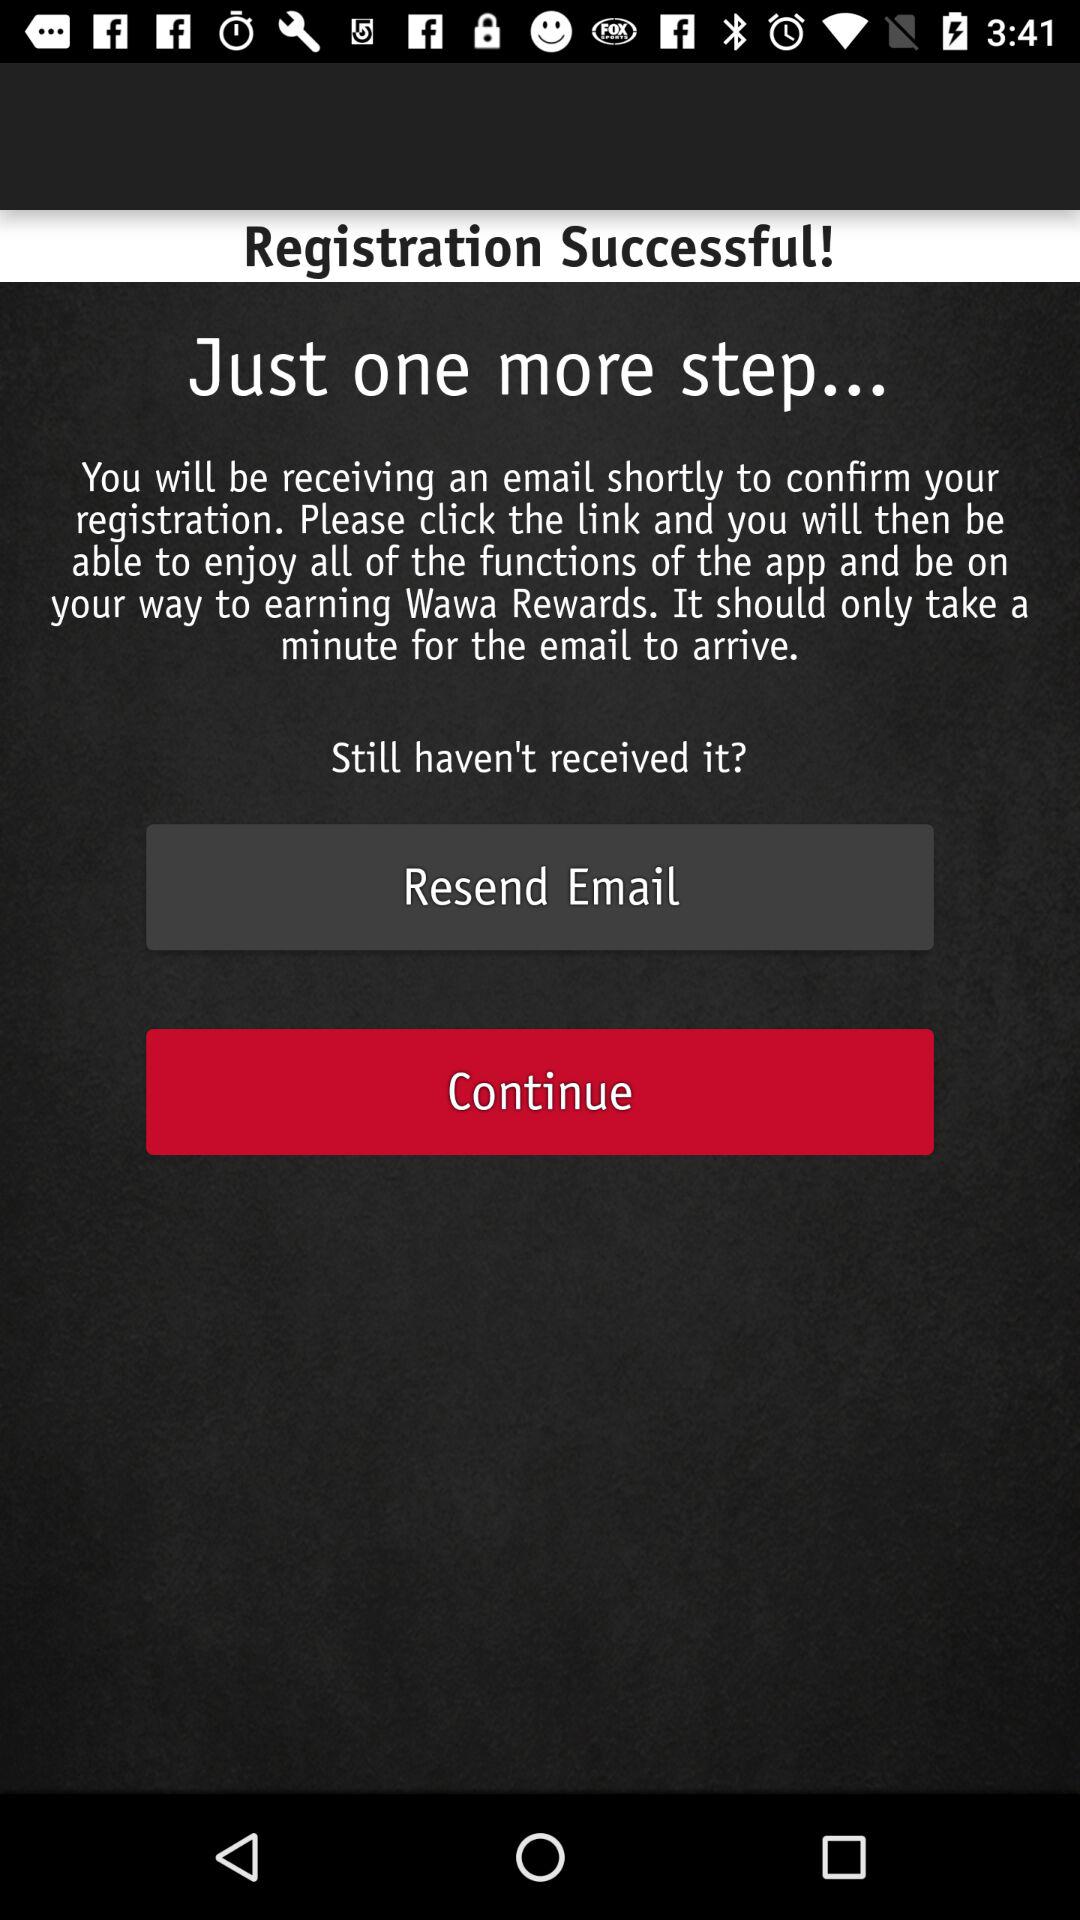 FOX
SPORTS
3:41
Registration Successful!
Just one more step...
You will be receiving an email shortly to confirm your
registration. Please click the link and you will then be
able to enjoy all of the functions of the app and be on
your way to earning Wawa Rewards. It should only take a
minute for the email to arrive.
Still haven't received it?
Resend Email
Continue